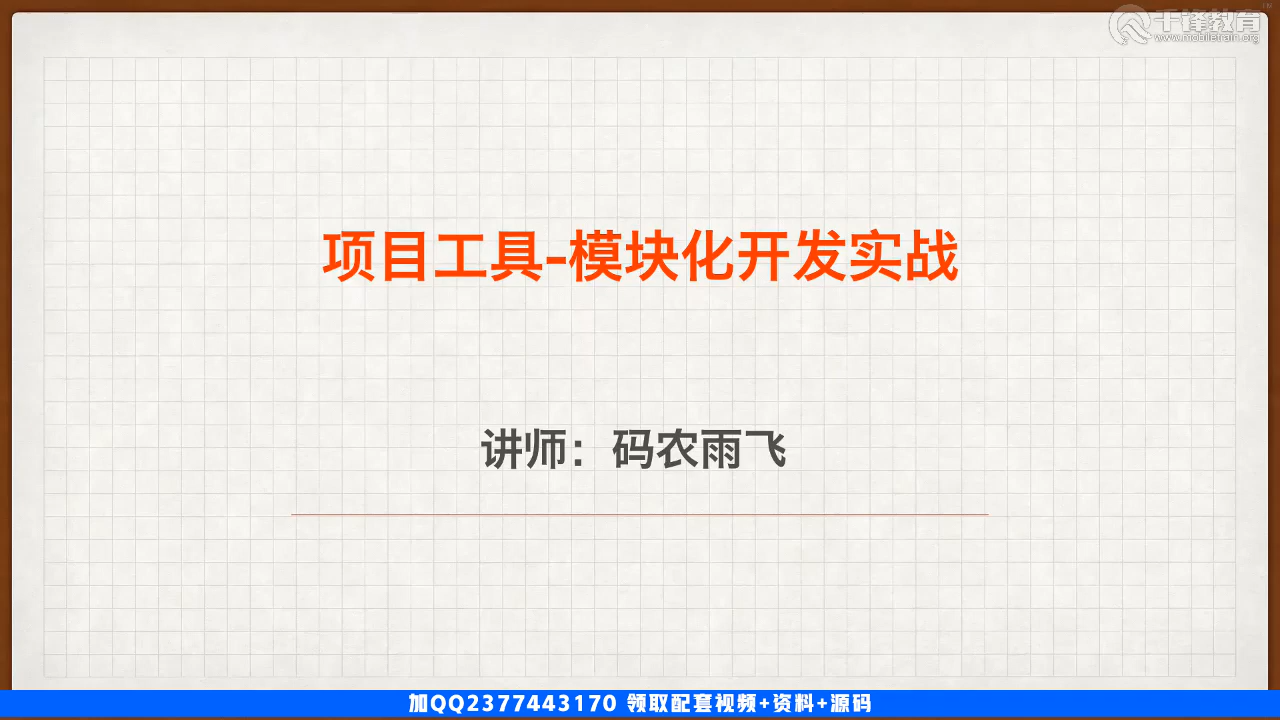 千锋教育
www.mobiletrain.org
项目工具-模块化开发实战
讲师：码农雨飞
加QQ2377443170 领取配套视频+资料+源码